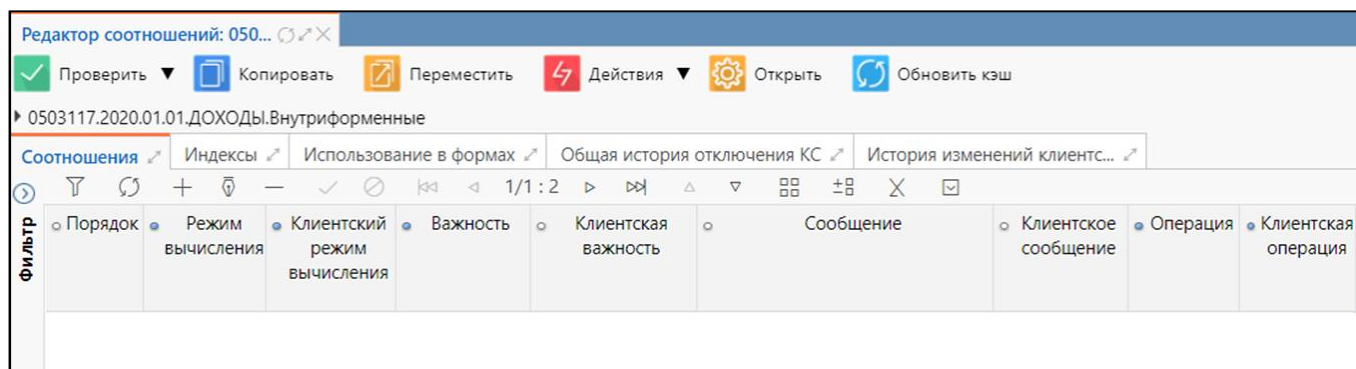 Редактор соотношений: 050...
Проверить Копировать Переместить Действия Открыть Обновить кэш
0503117.2020.01.01.ДОХОДЫ.Внутриформенные
Соотношения Индексы Использование в формах Общая история отключения КС История изменений клиентс...
1/1 : 2
Фильтр
Порядок
Режим вычисления
Клиентский режим вычисления
Важность
Клиентская важность
Сообщение
Клиентское сообщение
Операция
Клиентская операция